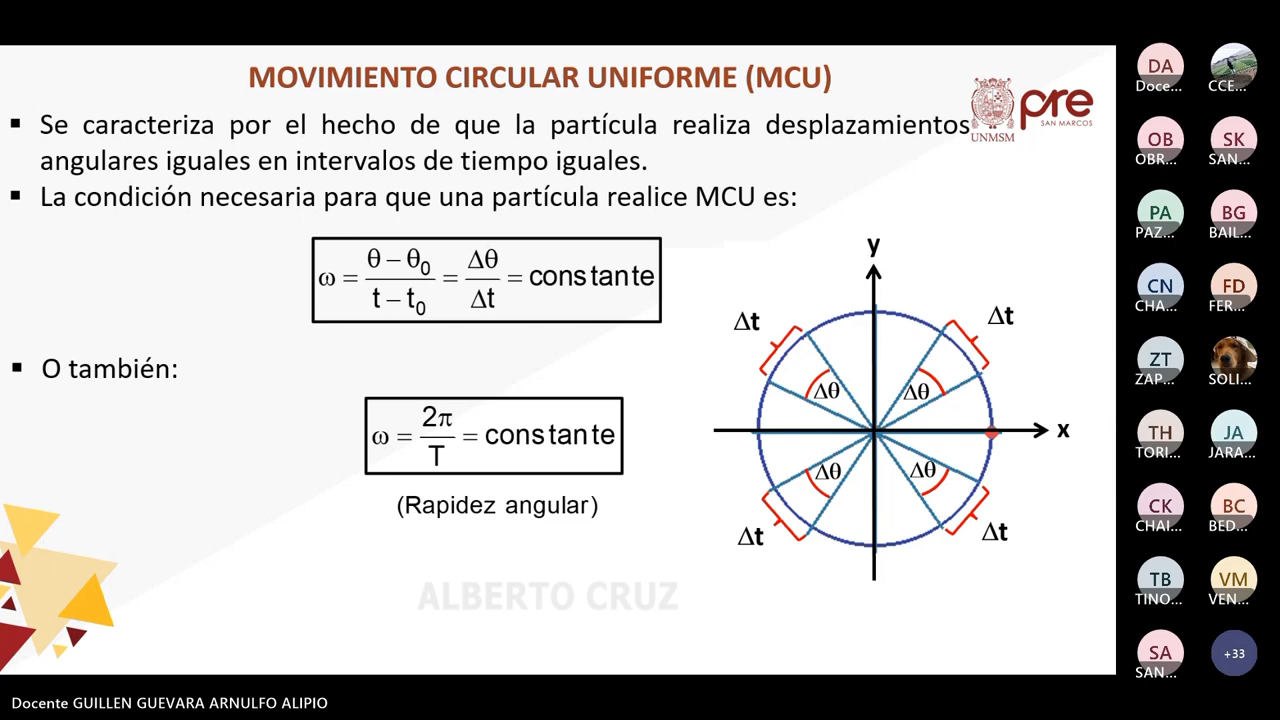 MOVIMIENTO CIRCULAR UNIFORME (MCU)
UNMSM
pre
SAN MARCOS
▪ Se caracteriza por el hecho de que la partícula realiza desplazamientos
angulares iguales en intervalos de tiempo iguales.
▪ La condición necesaria para que una partícula realice MCU es:
ω = (θ − θ₀)/(t − t₀) = Δθ/Δt = constante
▪ O también:
ω = 2π/T = constante
(Rapidez angular)
y
Δt
Δt
Δθ
Δθ
x
Δθ
Δθ
Δt
Δt
ALBERTO CRUZ
DA
Doce...
CCE...
OB
OBR...
SK
SAN...
PA
PAZ...
BG
BAIL...
CN
CHA...
FD
FER...
ZT
ZAP...
SOLI...
TH
TORI...
JA
JARA...
CK
CHAI...
BC
BED...
TB
TINO...
VM
VEN...
SA
SAN...
+33
Docente GUILLEN GUEVARA ARNULFO ALIPIO